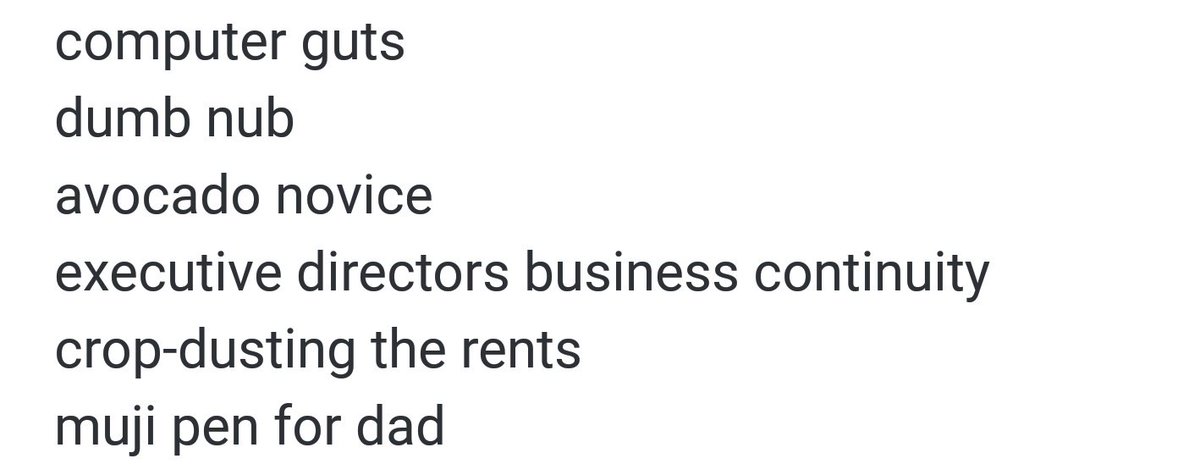 computer guts
dumb nub
avocado novice
executive directors business continuity
crop-dusting the rents
muji pen for dad